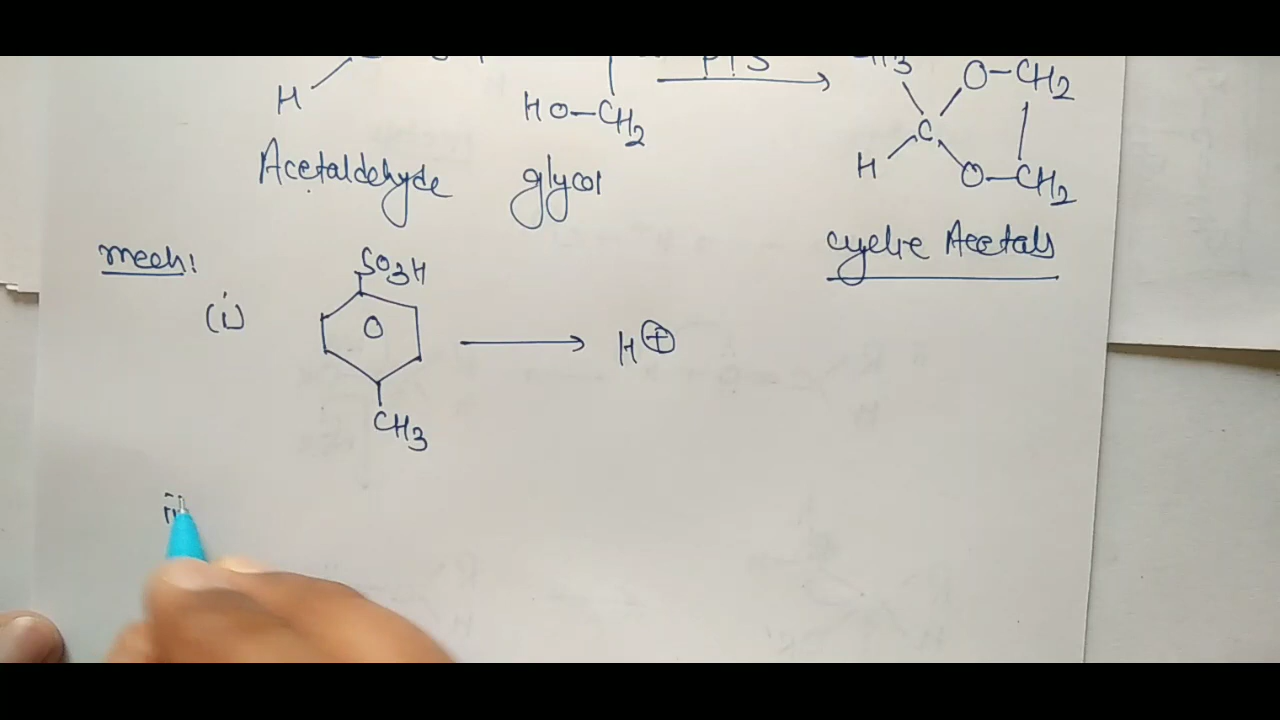 PTS
CH3
O-CH2
H
HO-CH2
C
H
O-CH2
Acetaldehyde glycol
cyclic Acetals
mech:
SO3H
(i)
H⊕
CH3